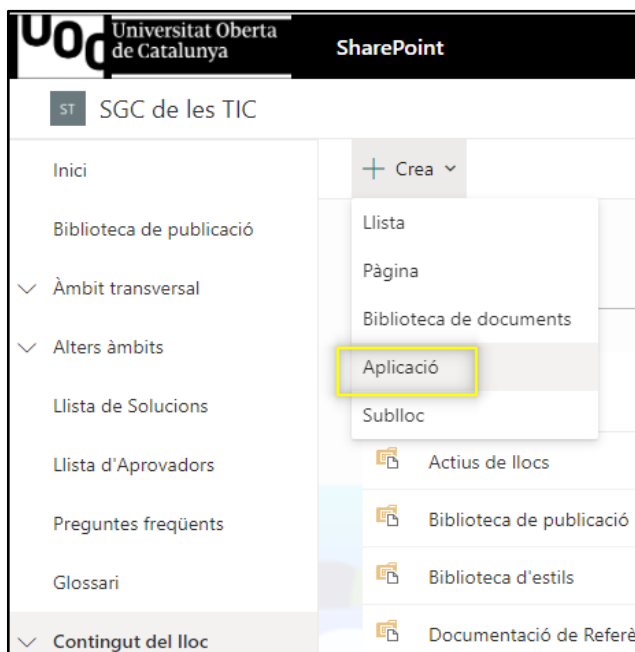 UOC Universitat Oberta
de Catalunya
SharePoint
ST SGC de les TIC
Inici
Biblioteca de publicació
Àmbit transversal
Alters àmbits
Llista de Solucions
Llista d'Aprovadors
Preguntes freqüents
Glossari
Contingut del lloc
+ Crea
Llista
Pàgina
Biblioteca de documents
Aplicació
Sublloc
Actius de llocs
Biblioteca de publicació
Biblioteca d'estils
Documentació de Referè